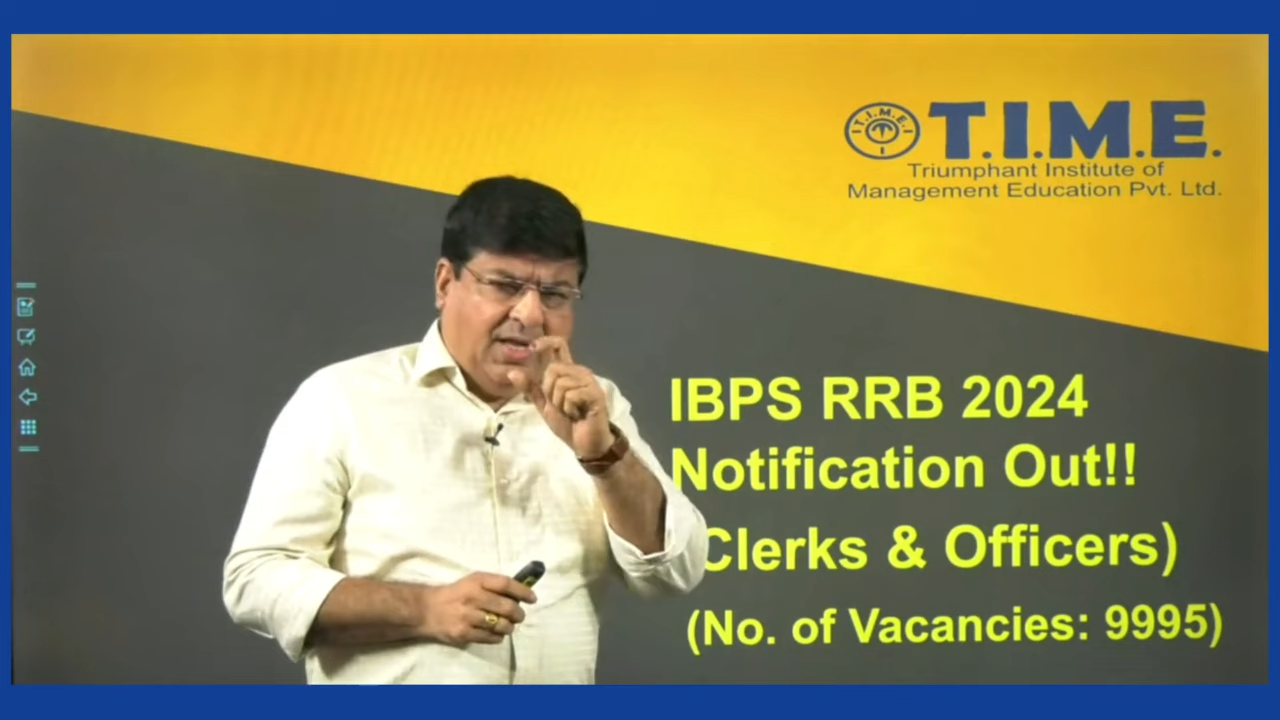 T.I.M.E.
T.I.M.E.
Triumphant Institute of
Management Education Pvt. Ltd.
IBPS RRB 2024
Notification Out!!
Clerks & Officers)
(No. of Vacancies: 9995)